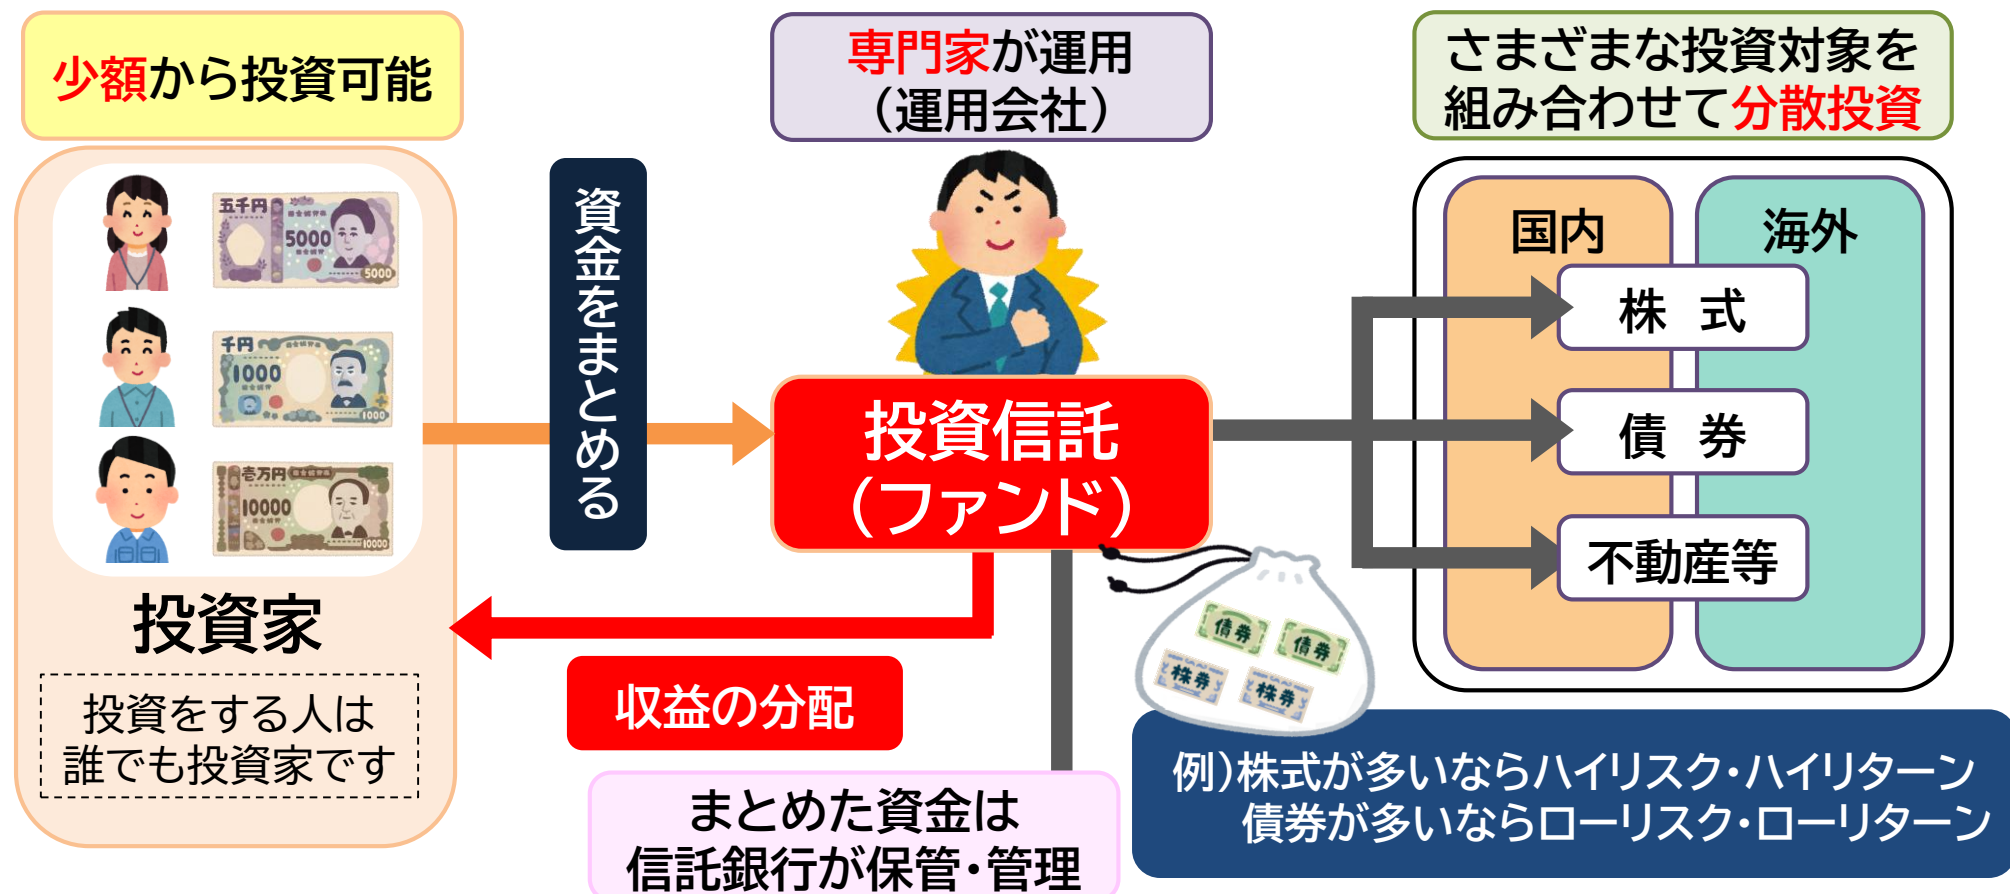 少額から投資可能
五千円
5000
5000
千円
1000
1000
壱万円
10000
10000
投資家
投資をする人は
誰でも投資家です
資金をまとめる
専門家が運用
（運用会社）
投資信託
（ファンド）
収益の分配
まとめた資金は
信託銀行が保管・管理
さまざまな投資対象を
組み合わせて分散投資
国内
海外
株 式
債 券
不動産等
債券
債券
株券
株券
例）株式が多いならハイリスク・ハイリターン
債券が多いならローリスク・ローリターン